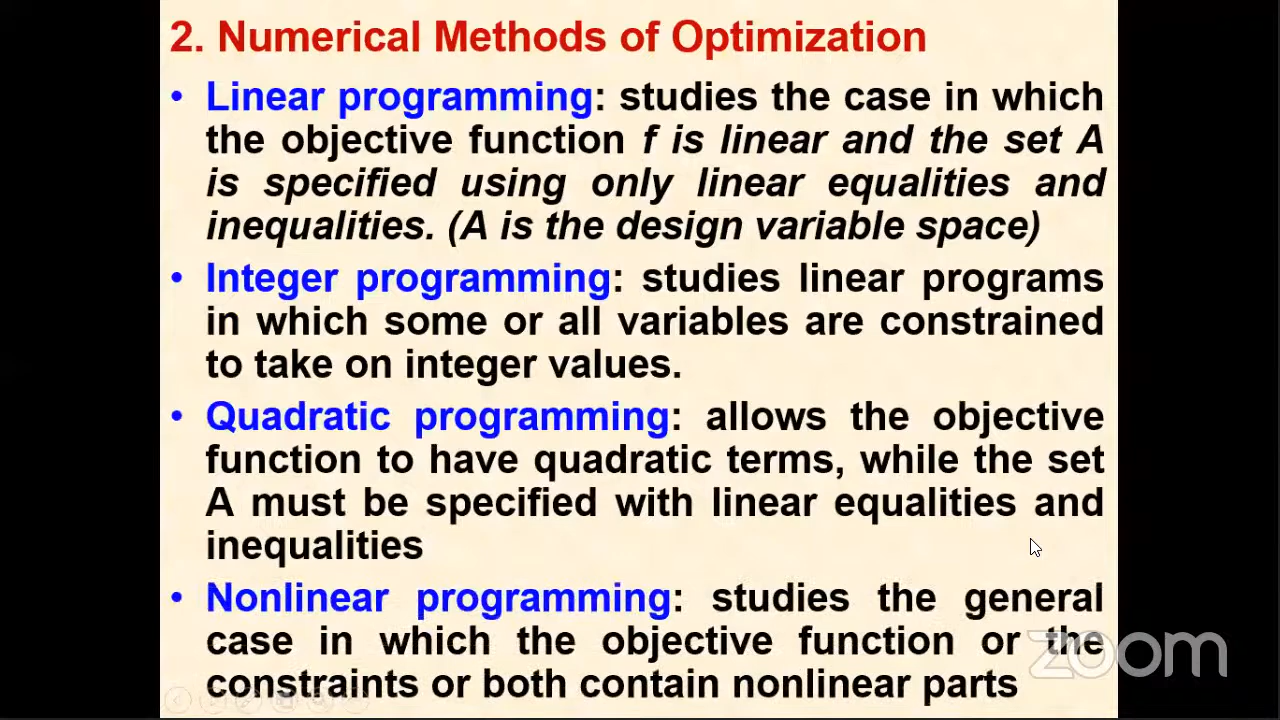 2. Numerical Methods of Optimization
• Linear programming: studies the case in which
the objective function f is linear and the set A
is specified using only linear equalities and
inequalities. (A is the design variable space)
• Integer programming: studies linear programs
in which some or all variables are constrained
to take on integer values.
• Quadratic programming: allows the objective
function to have quadratic terms, while the set
A must be specified with linear equalities and
inequalities
• Nonlinear programming: studies the general
case in which the objective function or the
constraints or both contain nonlinear parts
zoom